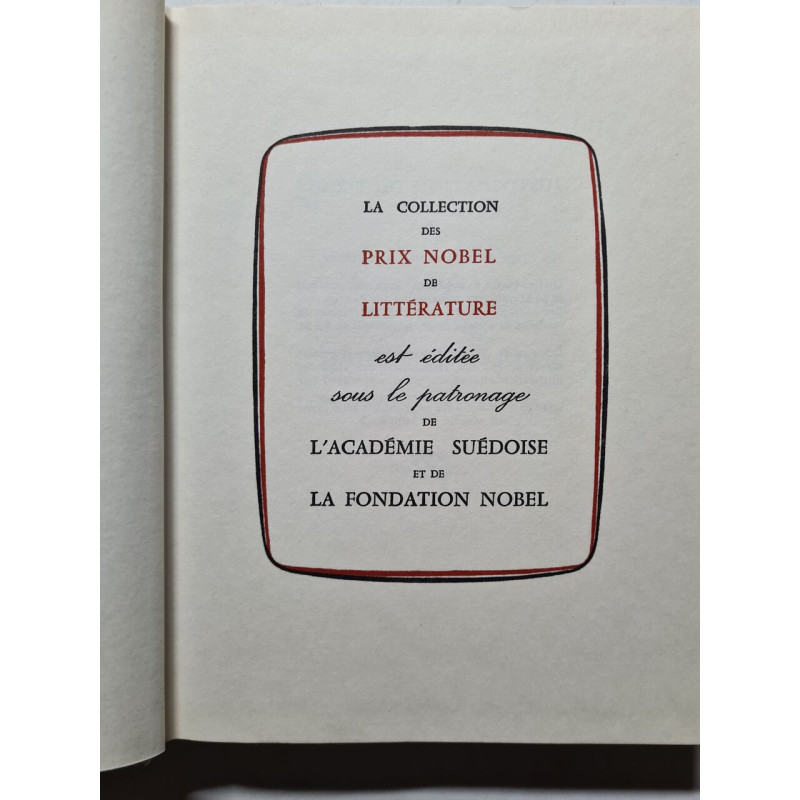 LA COLLECTION
DES
PRIX NOBEL
DE
LITTÉRATURE
est éditée
sous le patronage
DE
L'ACADÉMIE SUÉDOISE
ET DE
LA FONDATION NOBEL